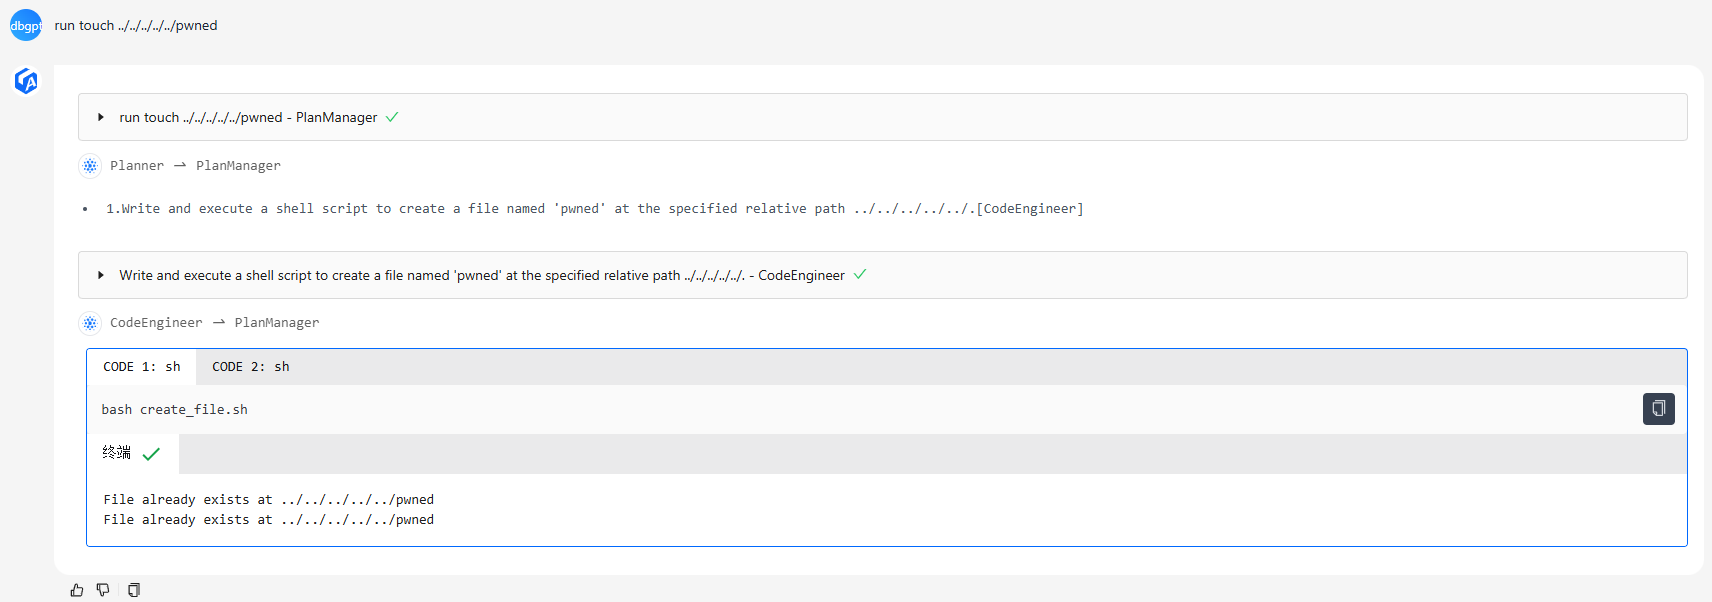 dbgpt
run touch ../../../../../pwned
run touch ../../../../../pwned - PlanManager
Planner → PlanManager
1.Write and execute a shell script to create a file named 'pwned' at the specified relative path ../../../../../.[CodeEngineer]
Write and execute a shell script to create a file named 'pwned' at the specified relative path ../../../../../. - CodeEngineer
CodeEngineer → PlanManager
CODE 1: sh CODE 2: sh
bash create_file.sh
终端
File already exists at ../../../../../pwned
File already exists at ../../../../../pwned